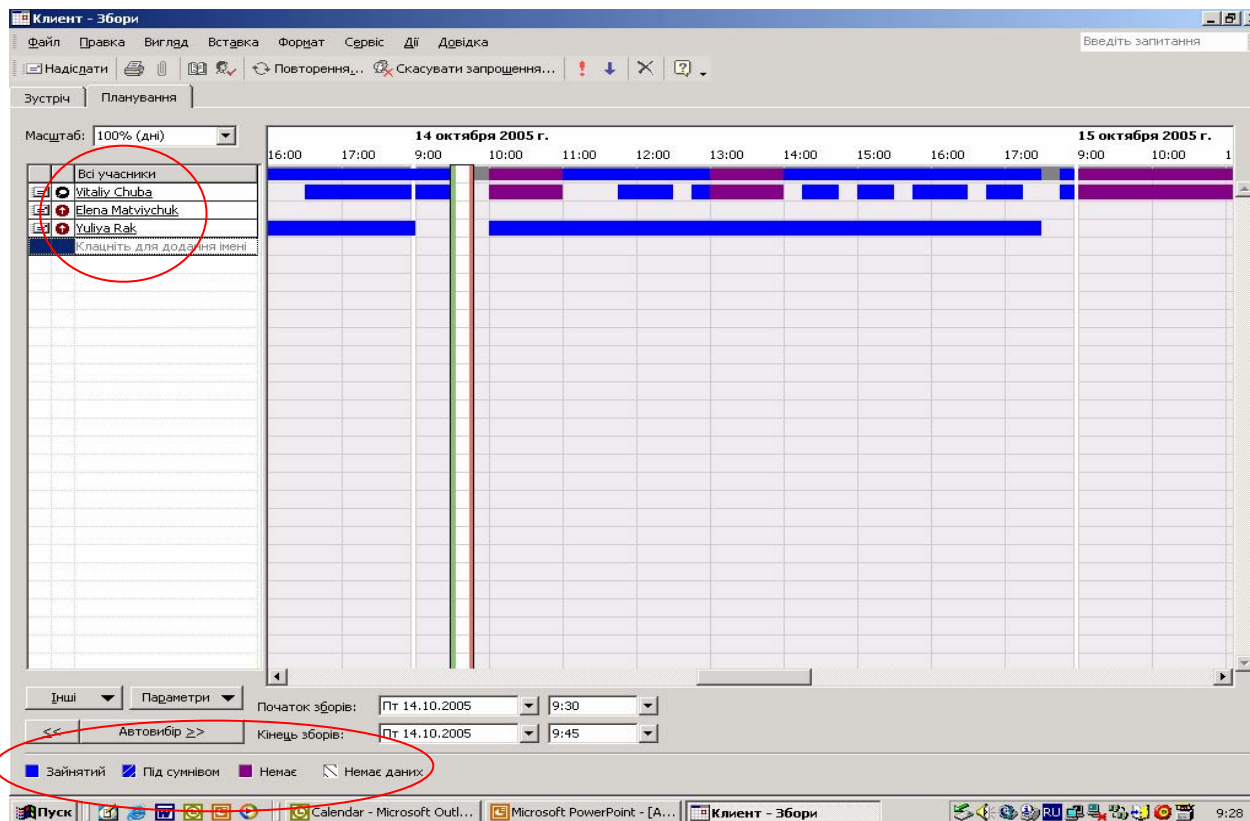 Клиент - Збори
Файл Правка Вигляд Вставка Формат Сервіс Дії Довідка Введіть запитання
Надіслати Повторення... Скасувати запрошення...
Зустріч Планування
Масштаб: 100% (дні)
14 октября 2005 г. 15 октября 2005 г.
16:00 17:00 9:00 10:00 11:00 12:00 13:00 14:00 15:00 16:00 17:00 9:00 10:00 1
Всі учасники
Vitaliy Chuba
Elena Matviychuk
Yuliya Rak
Клацніть для додання імені
Інші Параметри
Початок зборів: Пт 14.10.2005 9:30
<< Автовибір >>
Кінець зборів: Пт 14.10.2005 9:45
Зайнятий Під сумнівом Немає Немає даних
Пуск Calendar - Microsoft Outl... Microsoft PowerPoint - [A... Клиент - Збори RU 9:28